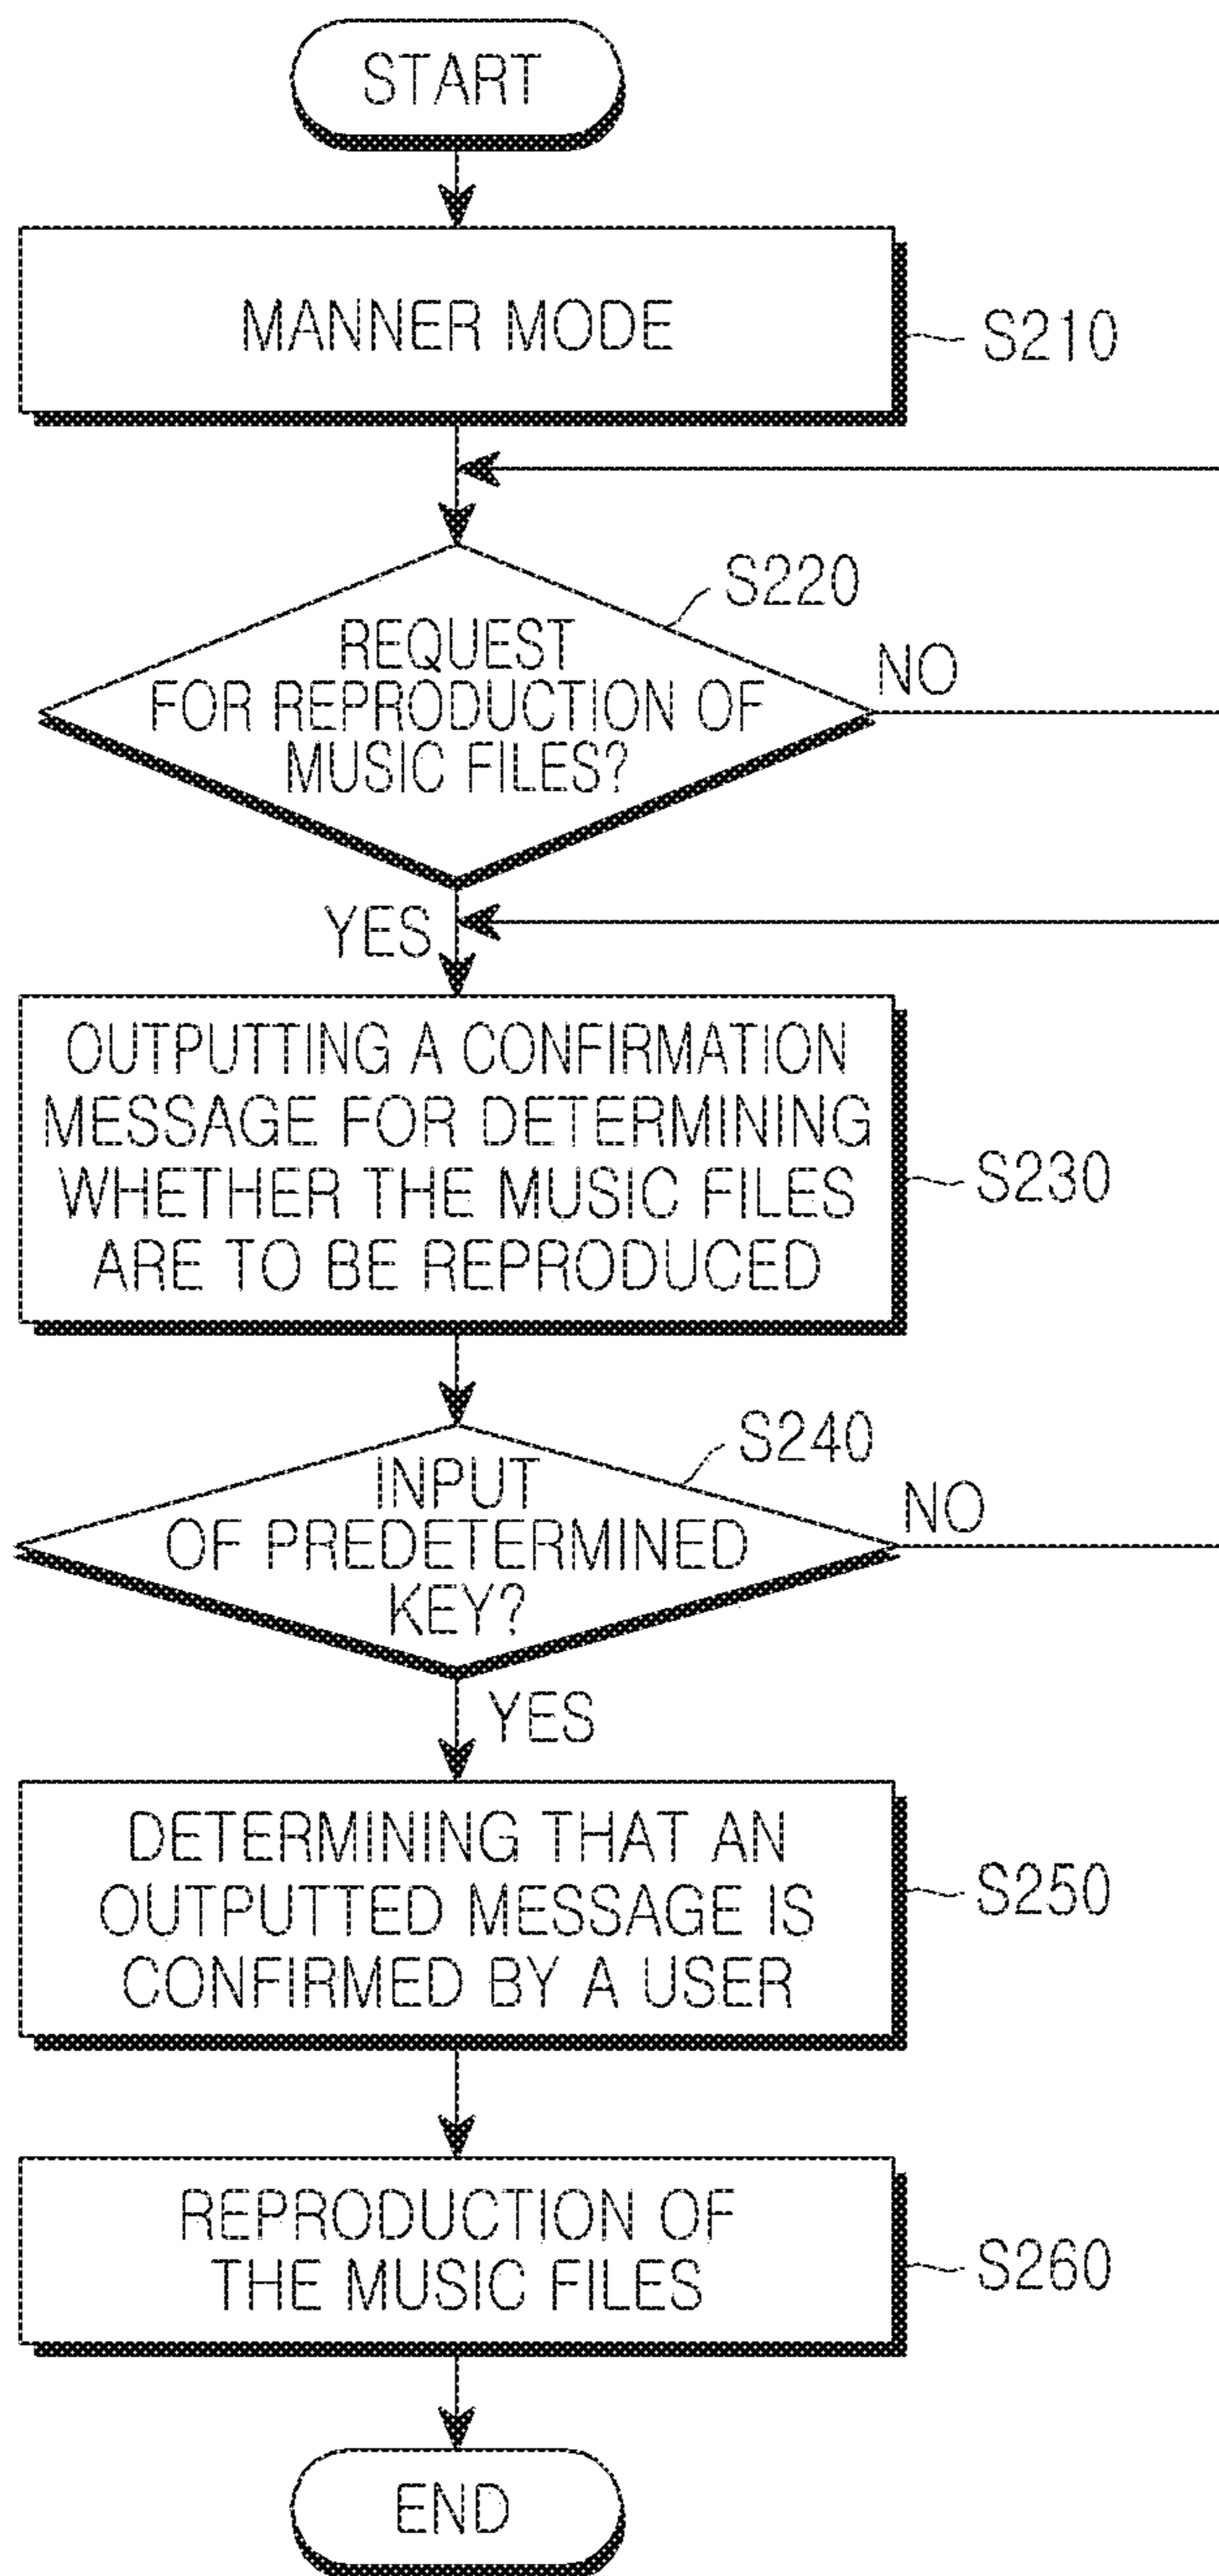 START
MANNER MODE
S210
S220
REQUEST
FOR REPRODUCTION OF
MUSIC FILES?
NO
YES
OUTPUTTING A CONFIRMATION
MESSAGE FOR DETERMINING
WHETHER THE MUSIC FILES
ARE TO BE REPRODUCED
S230
S240
INPUT
OF PREDETERMINED
KEY?
NO
YES
DETERMINING THAT AN
OUTPUTTED MESSAGE IS
CONFIRMED BY A USER
S250
REPRODUCTION OF
THE MUSIC FILES
S260
END